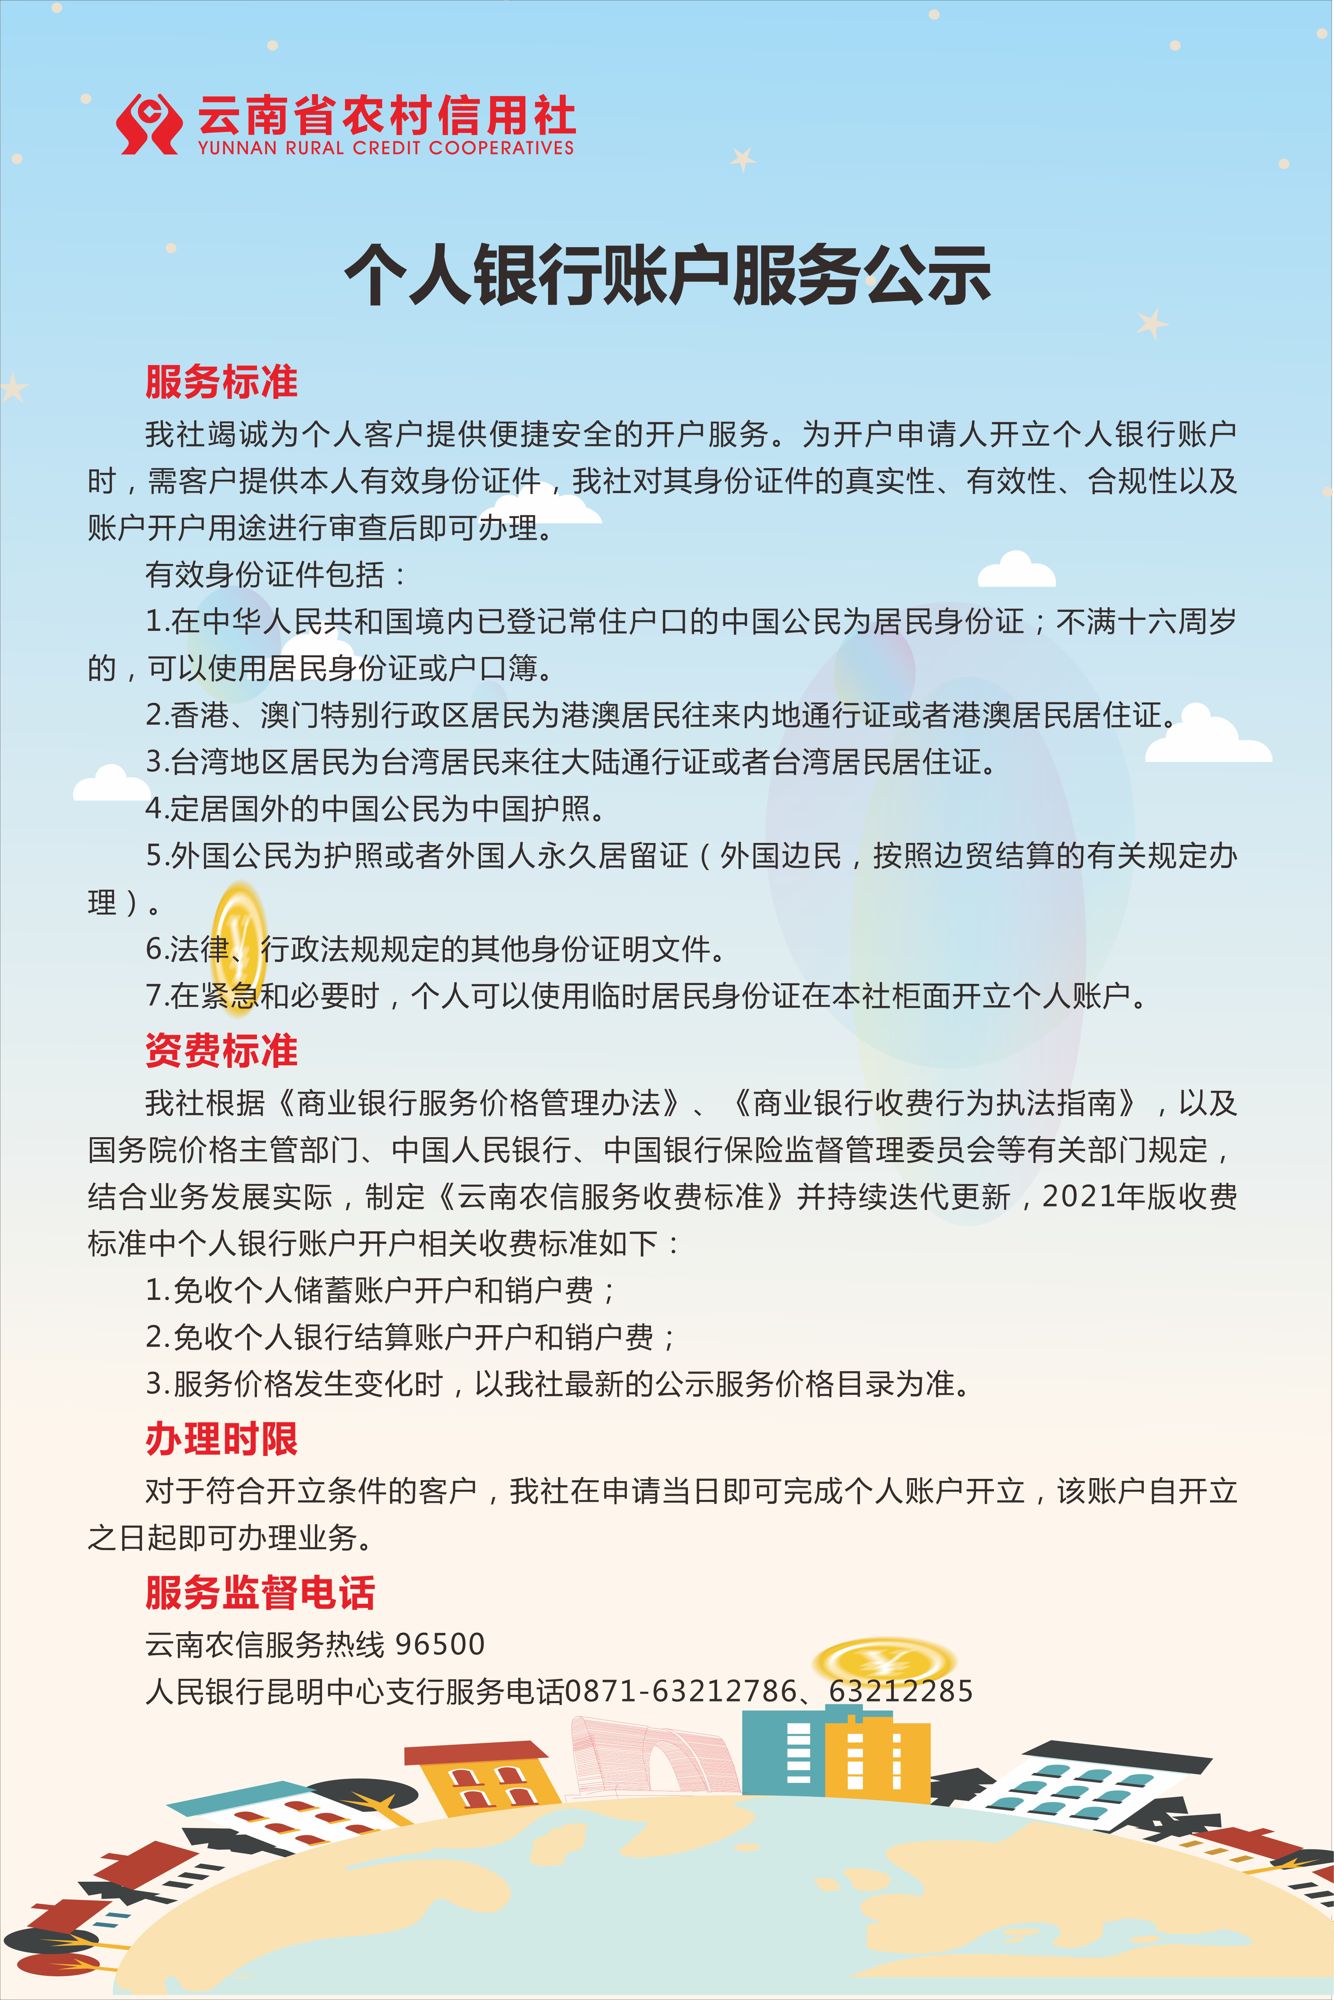 云南省农村信用社
YUNNAN RURAL CREDIT COOPERATIVES
个人银行账户服务公示
服务标准
我社竭诚为个人客户提供便捷安全的开户服务。为开户申请人开立个人银行账户
时，需客户提供本人有效身份证件，我社对其身份证件的真实性、有效性、合规性以及
账户开户用途进行审查后即可办理。
有效身份证件包括：
1.在中华人民共和国境内已登记常住户口的中国公民为居民身份证；不满十六周岁
的，可以使用居民身份证或户口簿。
2.香港、澳门特别行政区居民为港澳居民往来内地通行证或者港澳居民居住证。
3.台湾地区居民为台湾居民来往大陆通行证或者台湾居民居住证。
4.定居国外的中国公民为中国护照。
5.外国公民为护照或者外国人永久居留证（外国边民，按照边贸结算的有关规定办
理）。
6.法律、行政法规规定的其他身份证明文件。
7.在紧急和必要时，个人可以使用临时居民身份证在本社柜面开立个人账户。
资费标准
我社根据《商业银行服务价格管理办法》、《商业银行收费行为执法指南》，以及
国务院价格主管部门、中国人民银行、中国银行保险监督管理委员会等有关部门规定，
结合业务发展实际，制定《云南农信服务收费标准》并持续迭代更新，2021年版收费
标准中个人银行账户开户相关收费标准如下：
1.免收个人储蓄账户开户和销户费；
2.免收个人银行结算账户开户和销户费；
3.服务价格发生变化时，以我社最新的公示服务价格目录为准。
办理时限
对于符合开立条件的客户，我社在申请当日即可完成个人账户开立，该账户自开立
之日起即可办理业务。
服务监督电话
云南农信服务热线 96500
人民银行昆明中心支行服务电话0871-63212786、63212285